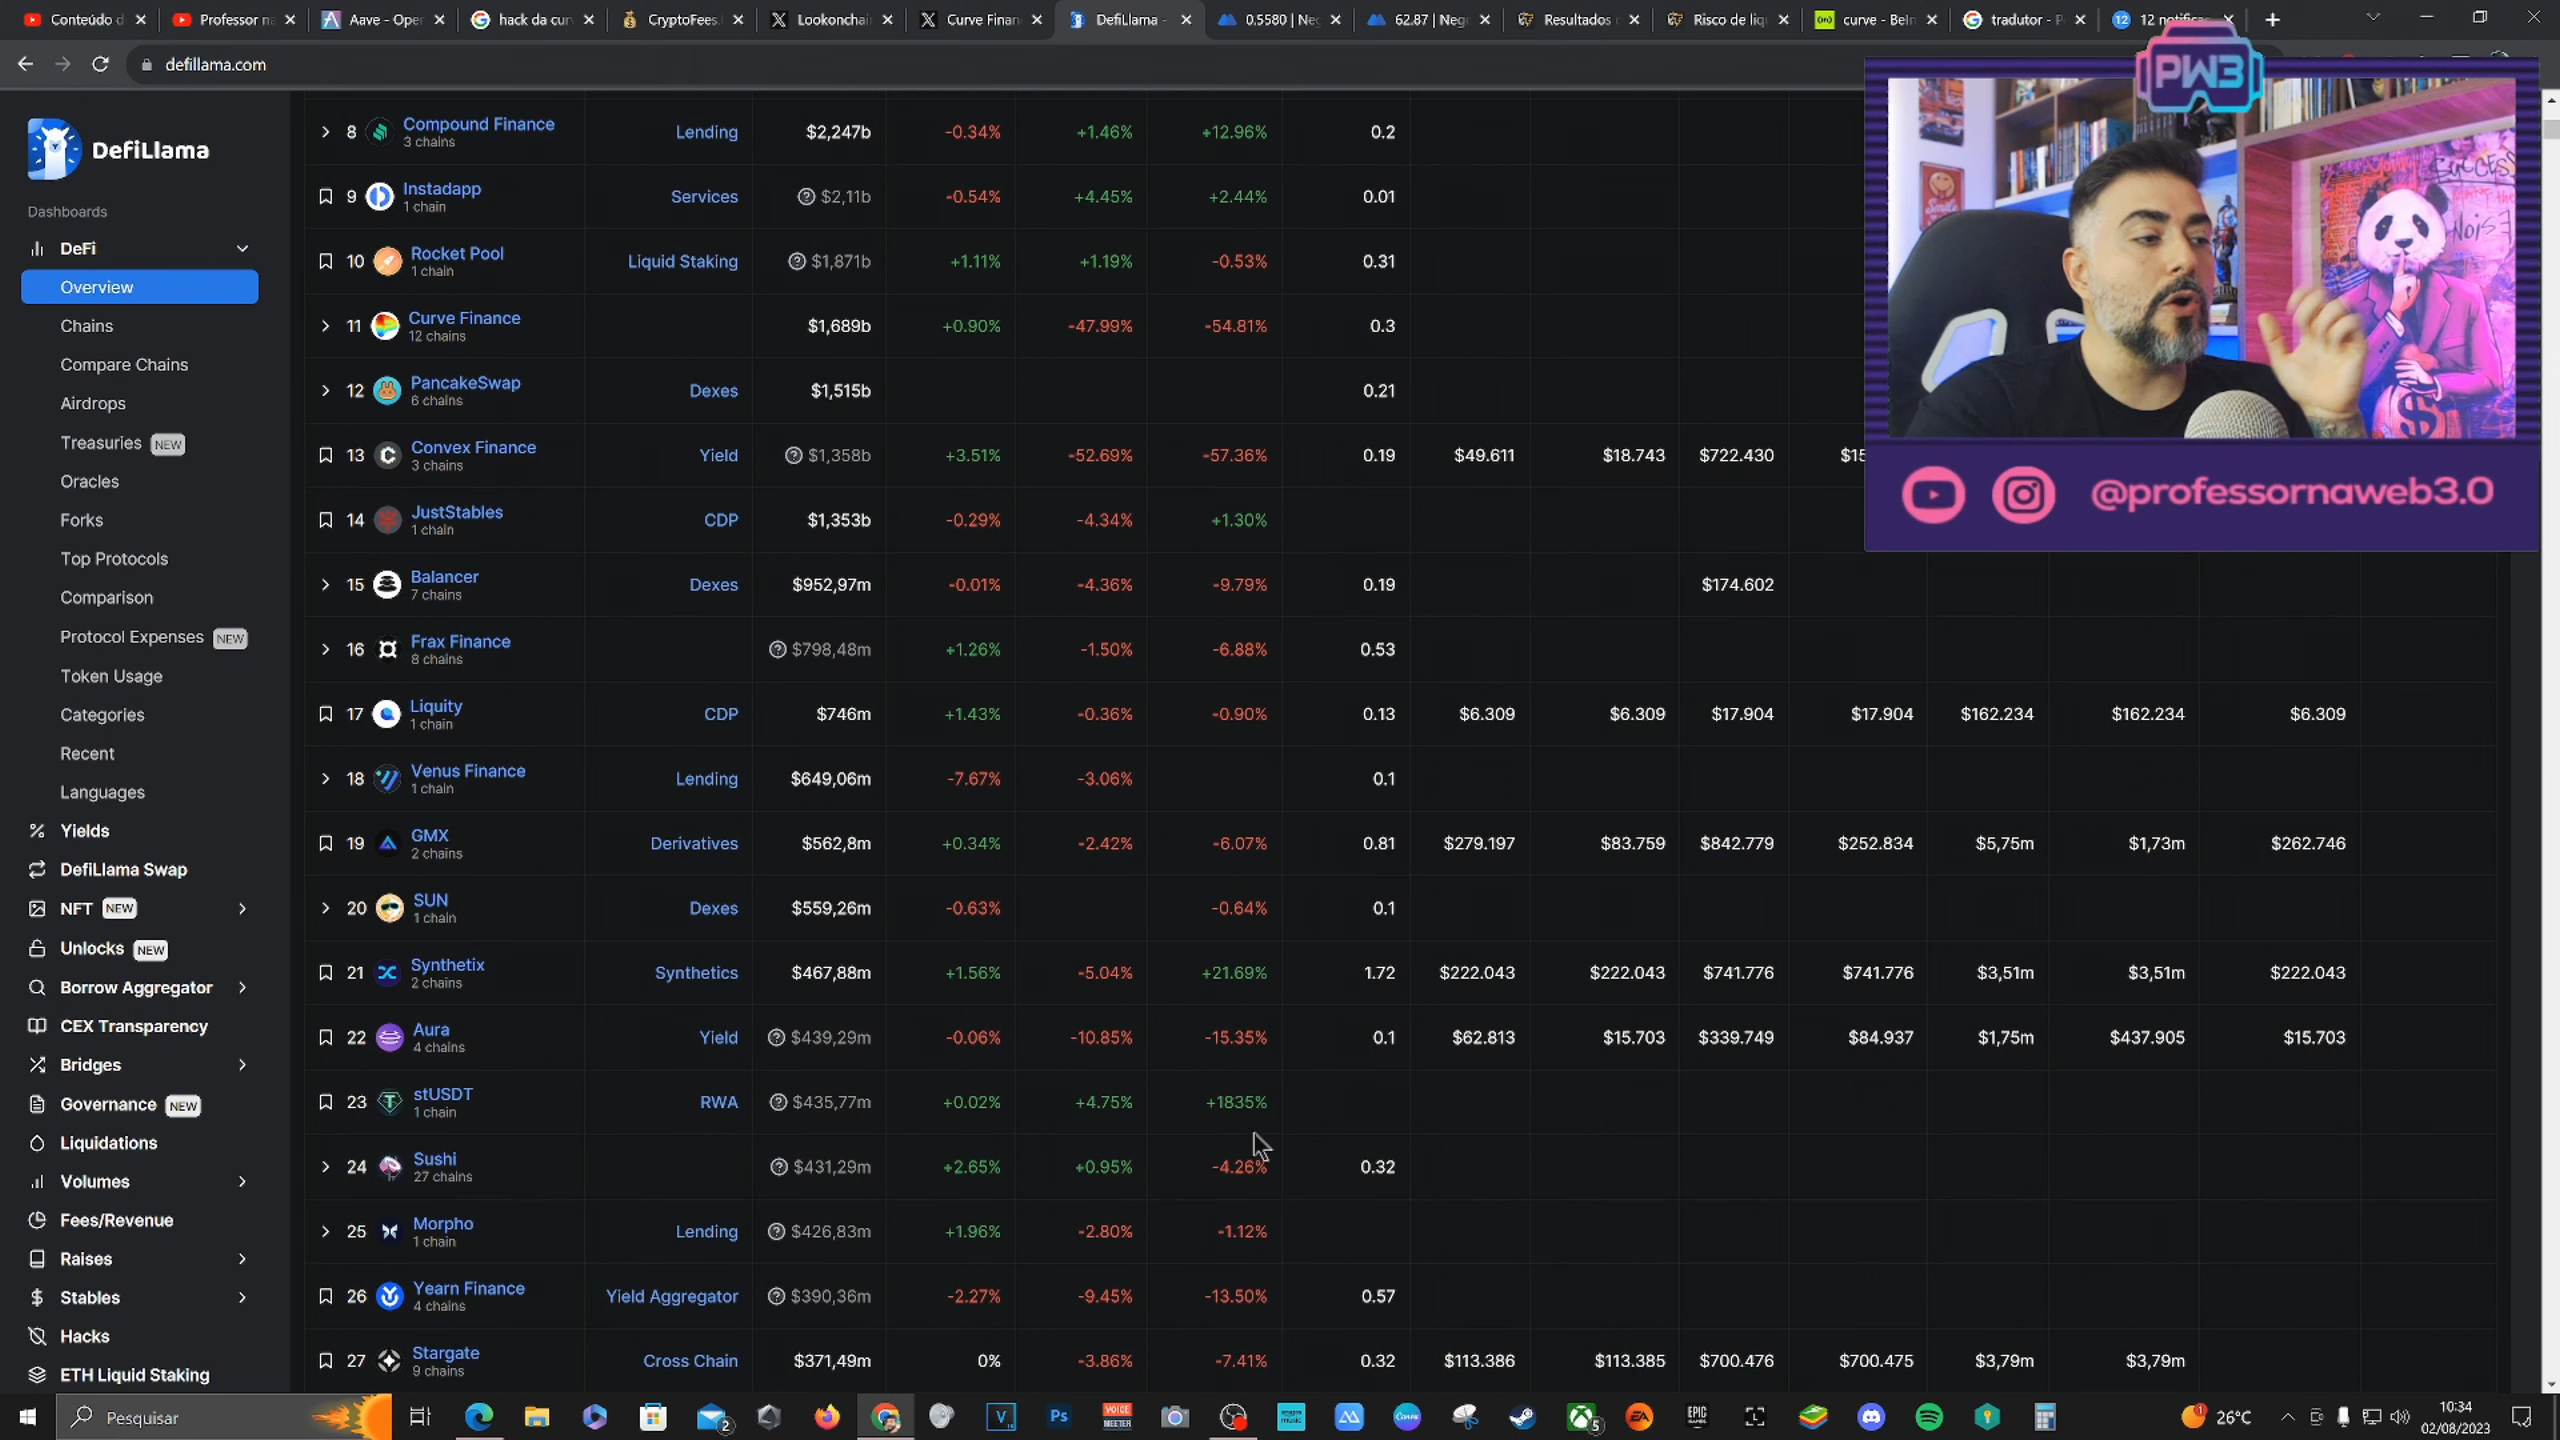 Conteúdo d
Professor na
Aave - Oper
hack da cur
CryptoFees.i
Lookonchai
Curve Finan
DefiLlama -
0.5580 | Neg
62.87 | Nego
Resultados
Risco de liq
curve - BeIn
tradutor - P
12 12 notifica
defillama.com
PW3
SUCCESS
NOISE
@professornaweb3.0
DefiLlama
Dashboards
DeFi
Overview
Chains
Compare Chains
Airdrops
Treasuries NEW
Oracles
Forks
Top Protocols
Comparison
Protocol Expenses NEW
Token Usage
Categories
Recent
Languages
Yields
DefiLlama Swap
NFT NEW
Unlocks NEW
Borrow Aggregator
CEX Transparency
Bridges
Governance NEW
Liquidations
Volumes
Fees/Revenue
Raises
Stables
Hacks
ETH Liquid Staking
8 Compound Finance Lending $2,247b -0.34% +1.46% +12.96% 0.2
3 chains
9 Instadapp Services $2,11b -0.54% +4.45% +2.44% 0.01
1 chain
10 Rocket Pool Liquid Staking $1,871b +1.11% +1.19% -0.53% 0.31
1 chain
11 Curve Finance $1,689b +0.90% -47.99% -54.81% 0.3
12 chains
12 PancakeSwap Dexes $1,515b 0.21
6 chains
13 Convex Finance Yield $1,358b +3.51% -52.69% -57.36% 0.19 $49.611 $18.743 $722.430 $15
3 chains
14 JustStables CDP $1,353b -0.29% -4.34% +1.30%
1 chain
15 Balancer Dexes $952,97m -0.01% -4.36% -9.79% 0.19 $174.602
7 chains
16 Frax Finance $798,48m +1.26% -1.50% -6.88% 0.53
8 chains
17 Liquity CDP $746m +1.43% -0.36% -0.90% 0.13 $6.309 $6.309 $17.904 $17.904 $162.234 $162.234 $6.309
1 chain
18 Venus Finance Lending $649,06m -7.67% -3.06% 0.1
1 chain
19 GMX Derivatives $562,8m +0.34% -2.42% -6.07% 0.81 $279.197 $83.759 $842.779 $252.834 $5,75m $1,73m $262.746
2 chains
20 SUN Dexes $559,26m -0.63% -0.64% 0.1
1 chain
21 Synthetix Synthetics $467,88m +1.56% -5.04% +21.69% 1.72 $222.043 $222.043 $741.776 $741.776 $3,51m $3,51m $222.043
2 chains
22 Aura Yield $439,29m -0.06% -10.85% -15.35% 0.1 $62.813 $15.703 $339.749 $84.937 $1,75m $437.905 $15.703
4 chains
23 stUSDT RWA $435,77m +0.02% +4.75% +1835%
1 chain
24 Sushi $431,29m +2.65% +0.95% -4.26% 0.32
27 chains
25 Morpho Lending $426,83m +1.96% -2.80% -1.12%
1 chain
26 Yearn Finance Yield Aggregator $390,36m -2.27% -9.45% -13.50% 0.57
4 chains
27 Stargate Cross Chain $371,49m 0% -3.86% -7.41% 0.32 $113.386 $113.385 $700.476 $700.475 $3,79m $3,79m
9 chains
Pesquisar
2
V
Ps
VOICE
MEETER
amazon
music
5
EA
EPIC
GAMES
1
26°C
10:34
02/08/2023